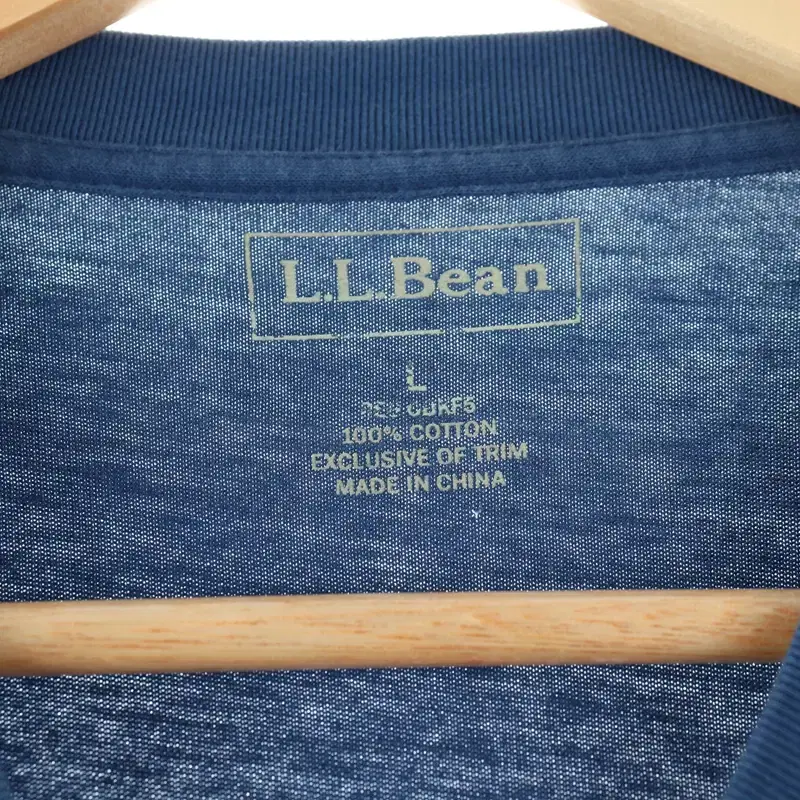 L.L.Bean
L
100% COTTON
EXCLUSIVE OF TRIM
MADE IN CHINA